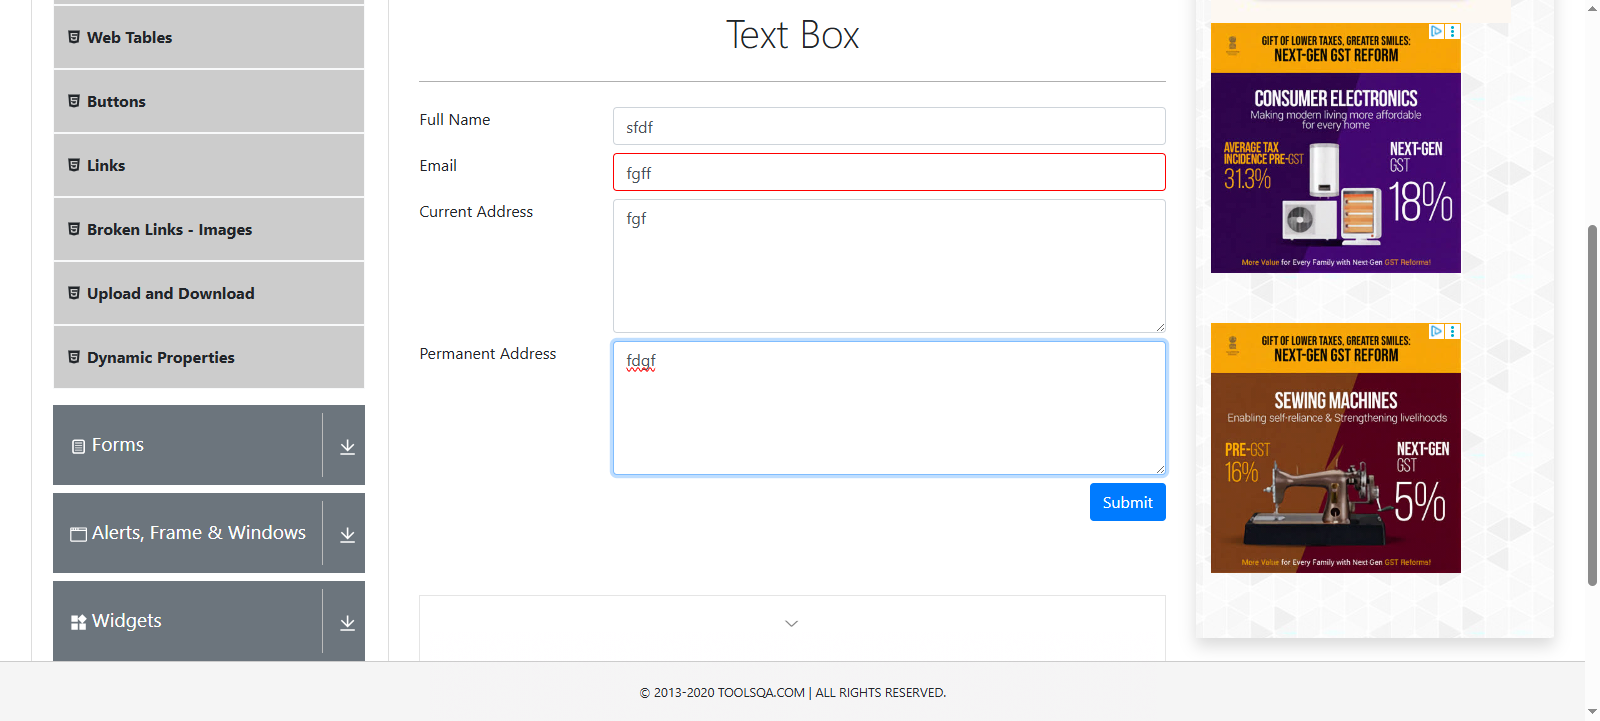 Web Tables
Buttons
Links
Broken Links - Images
Upload and Download
Dynamic Properties
Forms
Alerts, Frame & Windows
Widgets
Text Box
Full Name
sfdf
Email
fgff
Current Address
fgf
Permanent Address
fdgf
Submit
GIFT OF LOWER TAXES, GREATER SMILES:
NEXT-GEN GST REFORM
CONSUMER ELECTRONICS
Making modern living more affordable
for every home
AVERAGE TAX
INCIDENCE PRE-GST
31.3%
NEXT-GEN
GST
18%
More Value for Every Family with Next-Gen GST Reforms!
GIFT OF LOWER TAXES, GREATER SMILES:
NEXT-GEN GST REFORM
SEWING MACHINES
Enabling self-reliance & Strengthening livelihoods
PRE-GST
16%
NEXT-GEN
GST
5%
More Value for Every Family with Next-Gen GST Reforms!
© 2013-2020 TOOLSQA.COM | ALL RIGHTS RESERVED.